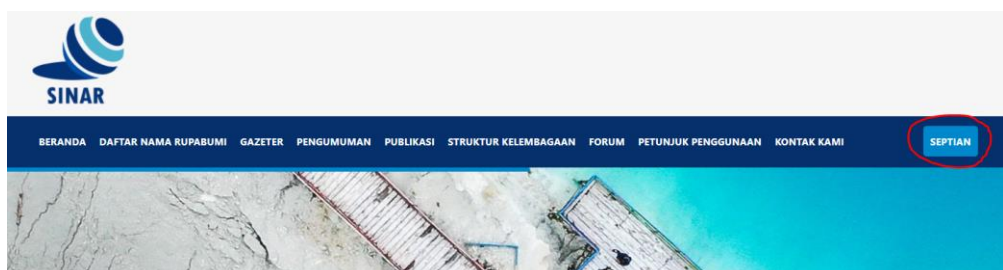 SINAR
BERANDA DAFTAR NAMA RUPABUMI GAZETER PENGUMUMAN PUBLIKASI STRUKTUR KELEMBAGAAN FORUM PETUNJUK PENGGUNAAN KONTAK KAMI SEPTIAN